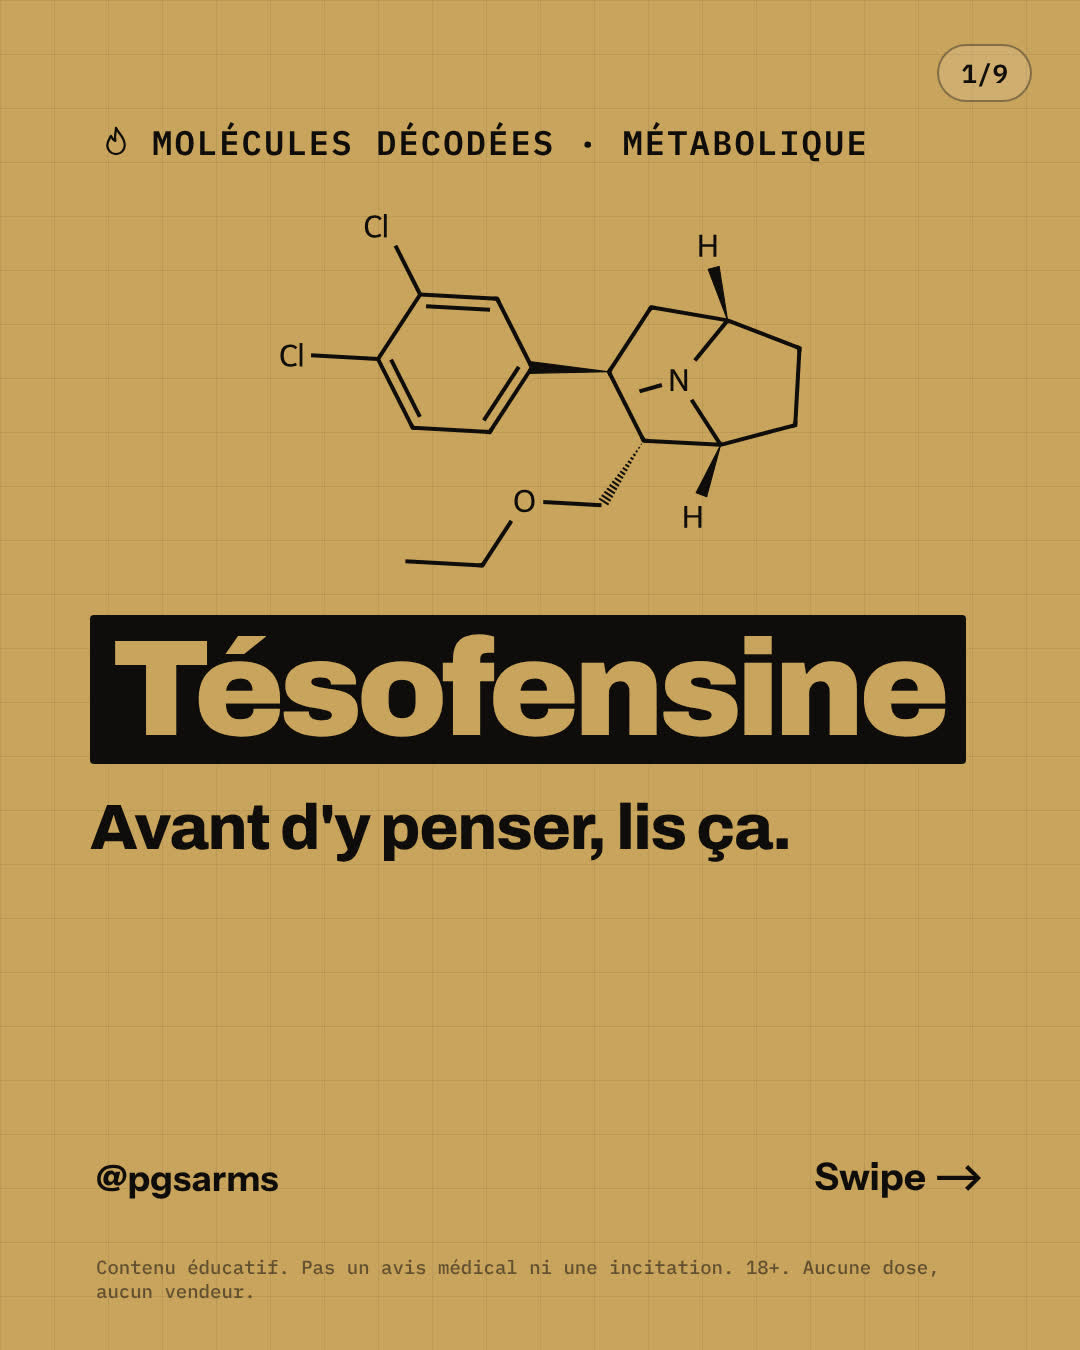 1/9
MOLÉCULES DÉCODÉES · MÉTABOLIQUE
Cl
H
Cl
N
O
H
Tésofensine
Avant d'y penser, lis ça.
@pgsarms
Swipe →
Contenu éducatif. Pas un avis médical ni une incitation. 18+. Aucune dose,
aucun vendeur.